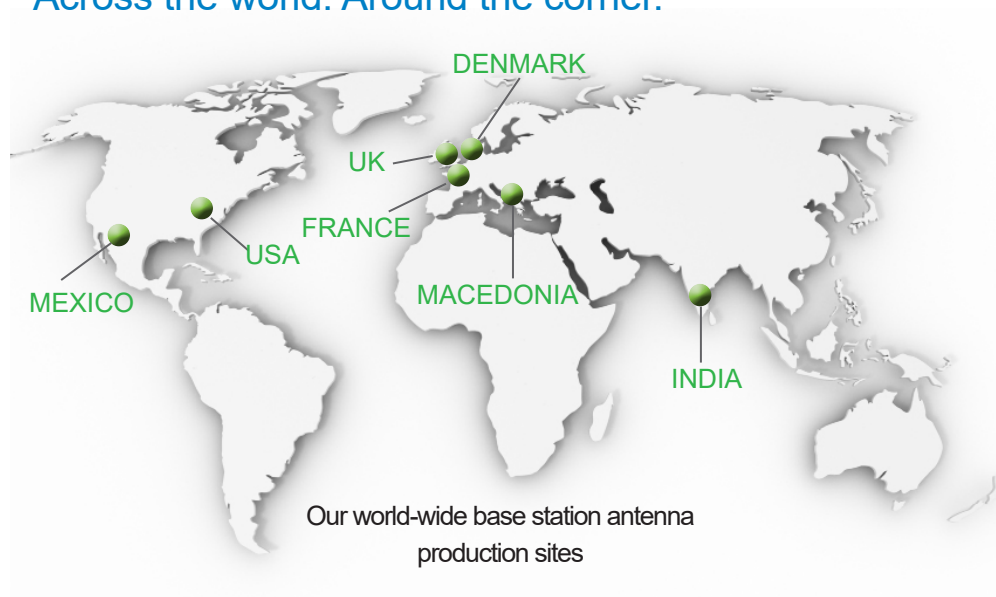 Across the world. Around the corner.
DENMARK
UK
FRANCE
USA
MEXICO
MACEDONIA
INDIA
Our world-wide base station antenna
production sites